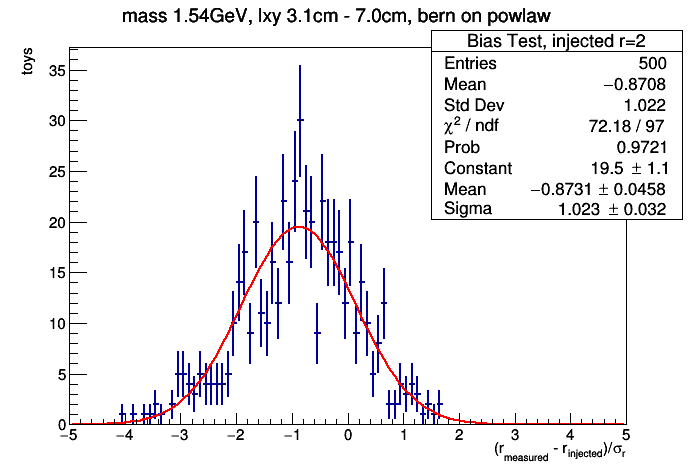 mass 1.54GeV, lxy 3.1cm - 7.0cm, bern on powlaw
Bias Test, injected r=2
Entries 500
Mean −0.8708
Std Dev 1.022
χ² / ndf 72.18 / 97
Prob 0.9721
Constant 19.5 ± 1.1
Mean −0.8731 ± 0.0458
Sigma 1.023 ± 0.032
toys
35
30
25
20
15
10
5
0
−5 −4 −3 −2 −1 0 1 2 3 4 5
(r_measured - r_injected)/σ_r